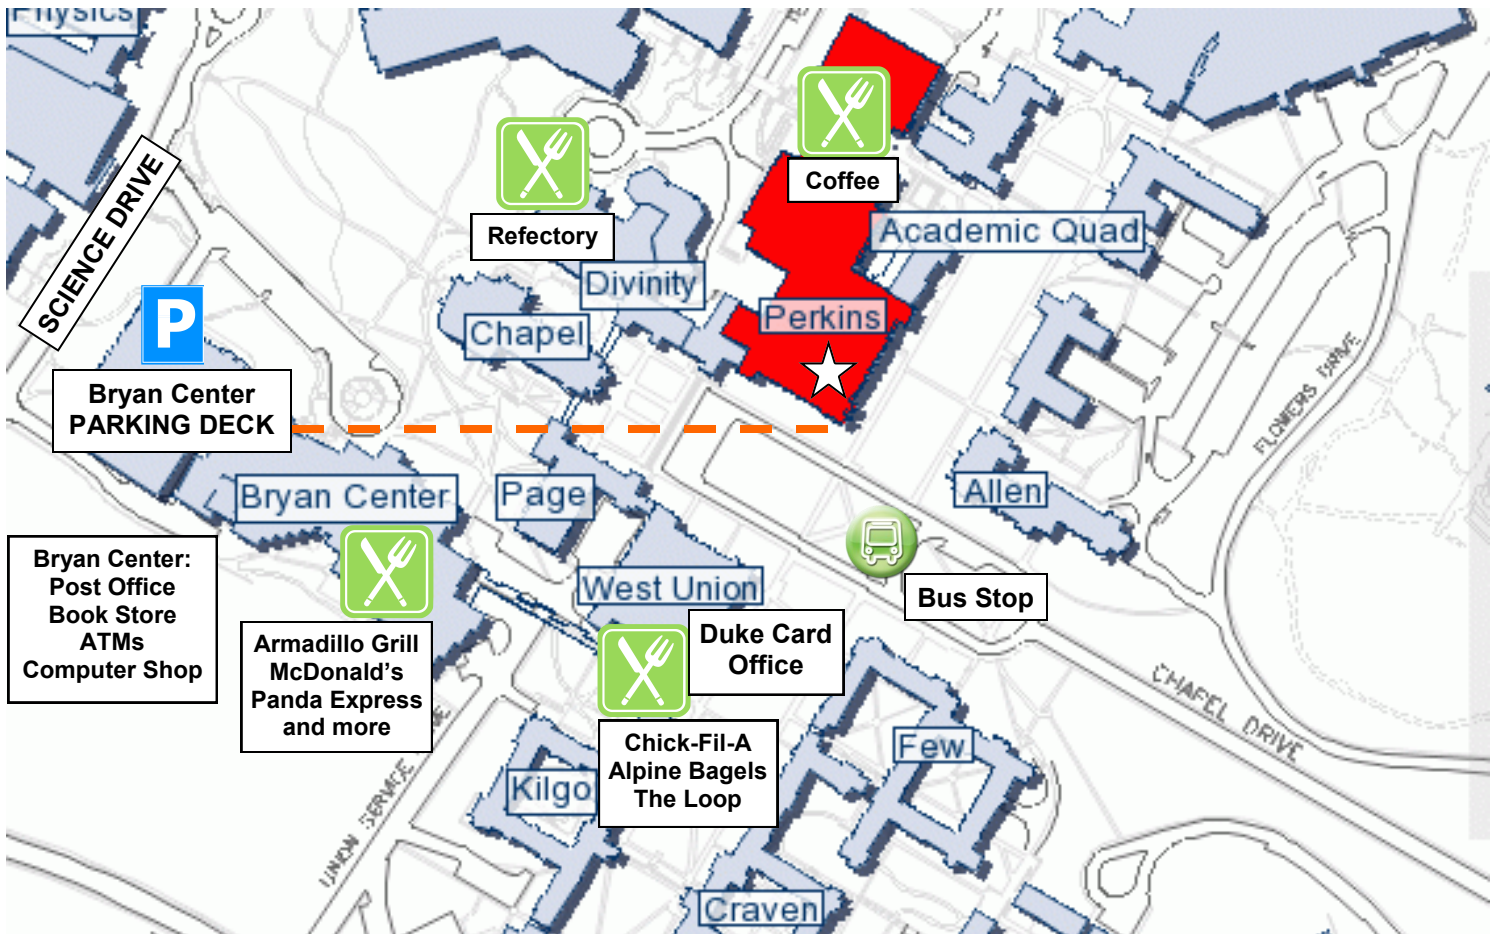 Physics
Coffee
SCIENCE DRIVE
Refectory
Academic Quad
Divinity
P
Perkins
Chapel
FLOWERS DRIVE
Bryan Center
PARKING DECK
Bryan Center
Page
Allen
Bryan Center:
Post Office
Book Store
ATMs
Computer Shop
West Union
Bus Stop
Armadillo Grill
McDonald's
Panda Express
and more
Duke Card
Office
CHAPEL DRIVE
Chick-Fil-A
Alpine Bagels
The Loop
Few
Kilgo
UNION SERVICE
Craven